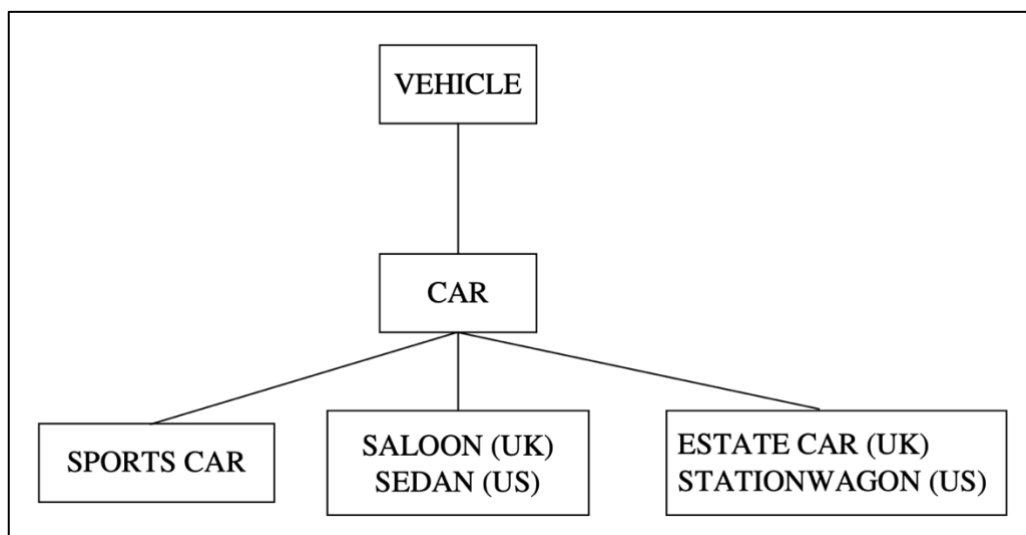 VEHICLE
CAR
SPORTS CAR
SALOON (UK)
SEDAN (US)
ESTATE CAR (UK)
STATIONWAGON (US)